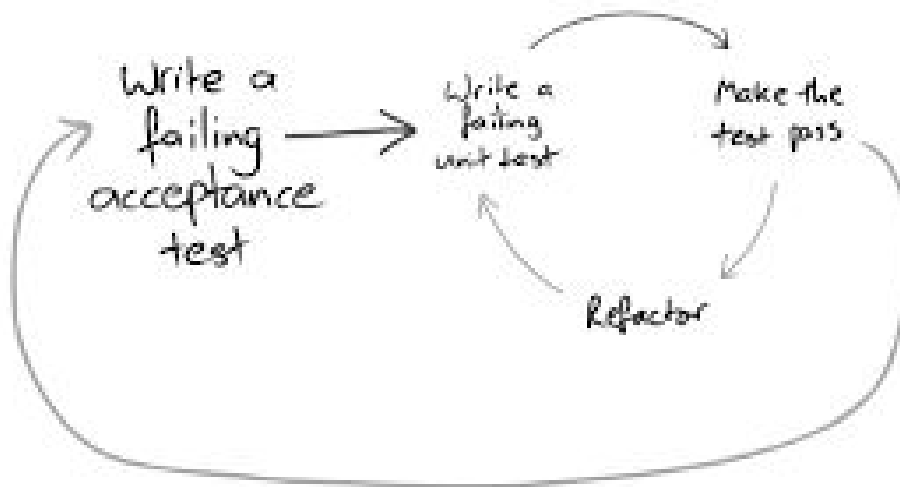 Write a
failing
acceptance
test
Write a
failing
unit test
Make the
test pass
Refactor